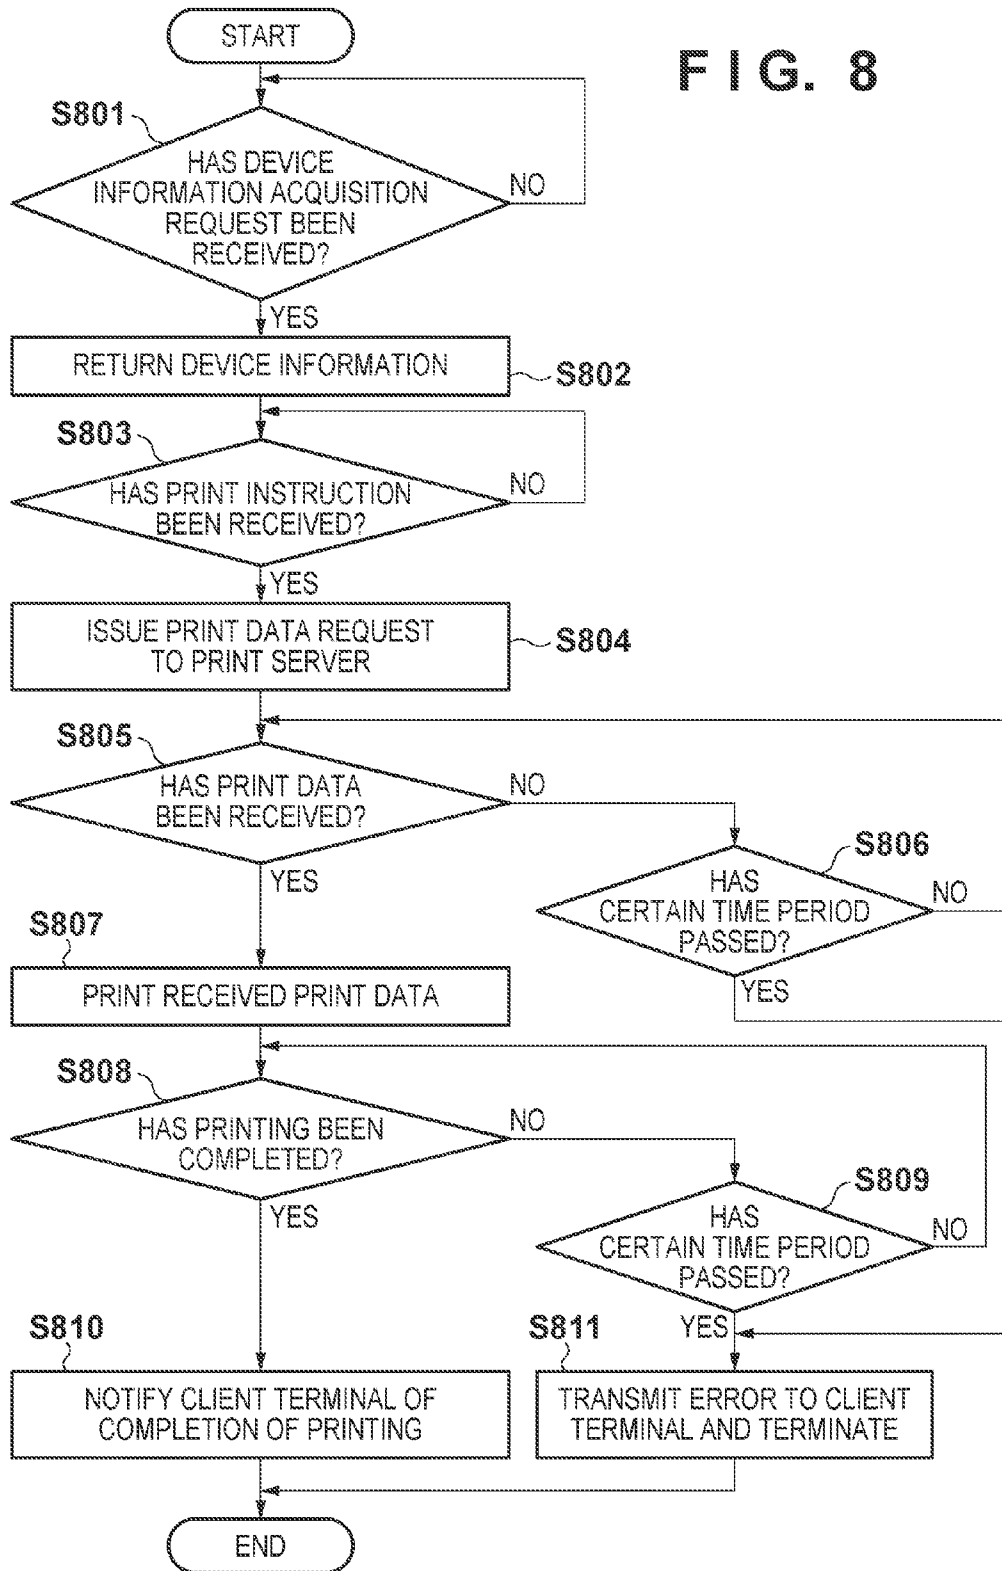 START
FIG. 8
S801
HAS DEVICE
INFORMATION ACQUISITION
REQUEST BEEN
RECEIVED?
NO
YES
RETURN DEVICE INFORMATION
S802
S803
HAS PRINT INSTRUCTION
BEEN RECEIVED?
NO
YES
ISSUE PRINT DATA REQUEST
TO PRINT SERVER
S804
S805
HAS PRINT DATA
BEEN RECEIVED?
NO
YES
S806
HAS
CERTAIN TIME PERIOD
PASSED?
NO
YES
S807
PRINT RECEIVED PRINT DATA
S808
HAS PRINTING BEEN
COMPLETED?
NO
YES
S809
HAS
CERTAIN TIME PERIOD
PASSED?
NO
YES
S810
NOTIFY CLIENT TERMINAL OF
COMPLETION OF PRINTING
S811
TRANSMIT ERROR TO CLIENT
TERMINAL AND TERMINATE
END